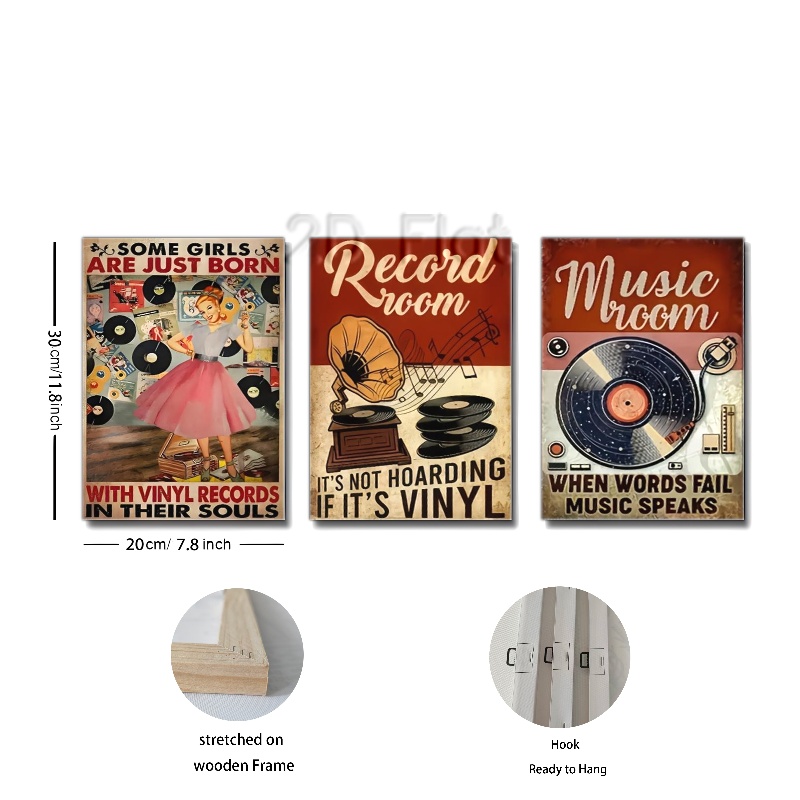 2D Flat
SOME GIRLS
ARE JUST BORN
WITH VINYL RECORDS
IN THEIR SOULS
Record
room
IT'S NOT HOARDING
IF IT'S VINYL
Music
room
WHEN WORDS FAIL
MUSIC SPEAKS
30cm/11.8inch
20cm/ 7.8 inch
stretched on
wooden Frame
Hook
Ready to Hang